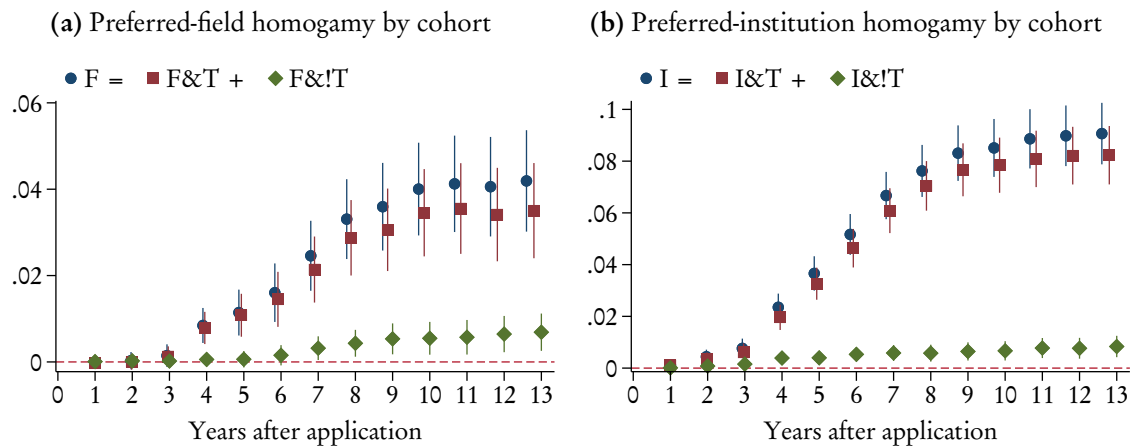 (a) Preferred-field homogamy by cohort
F = F&T + F&!T
.06
.04
.02
0
0 1 2 3 4 5 6 7 8 9 10 11 12 13
Years after application
(b) Preferred-institution homogamy by cohort
I = I&T + I&!T
.1
.08
.06
.04
.02
0
0 1 2 3 4 5 6 7 8 9 10 11 12 13
Years after application